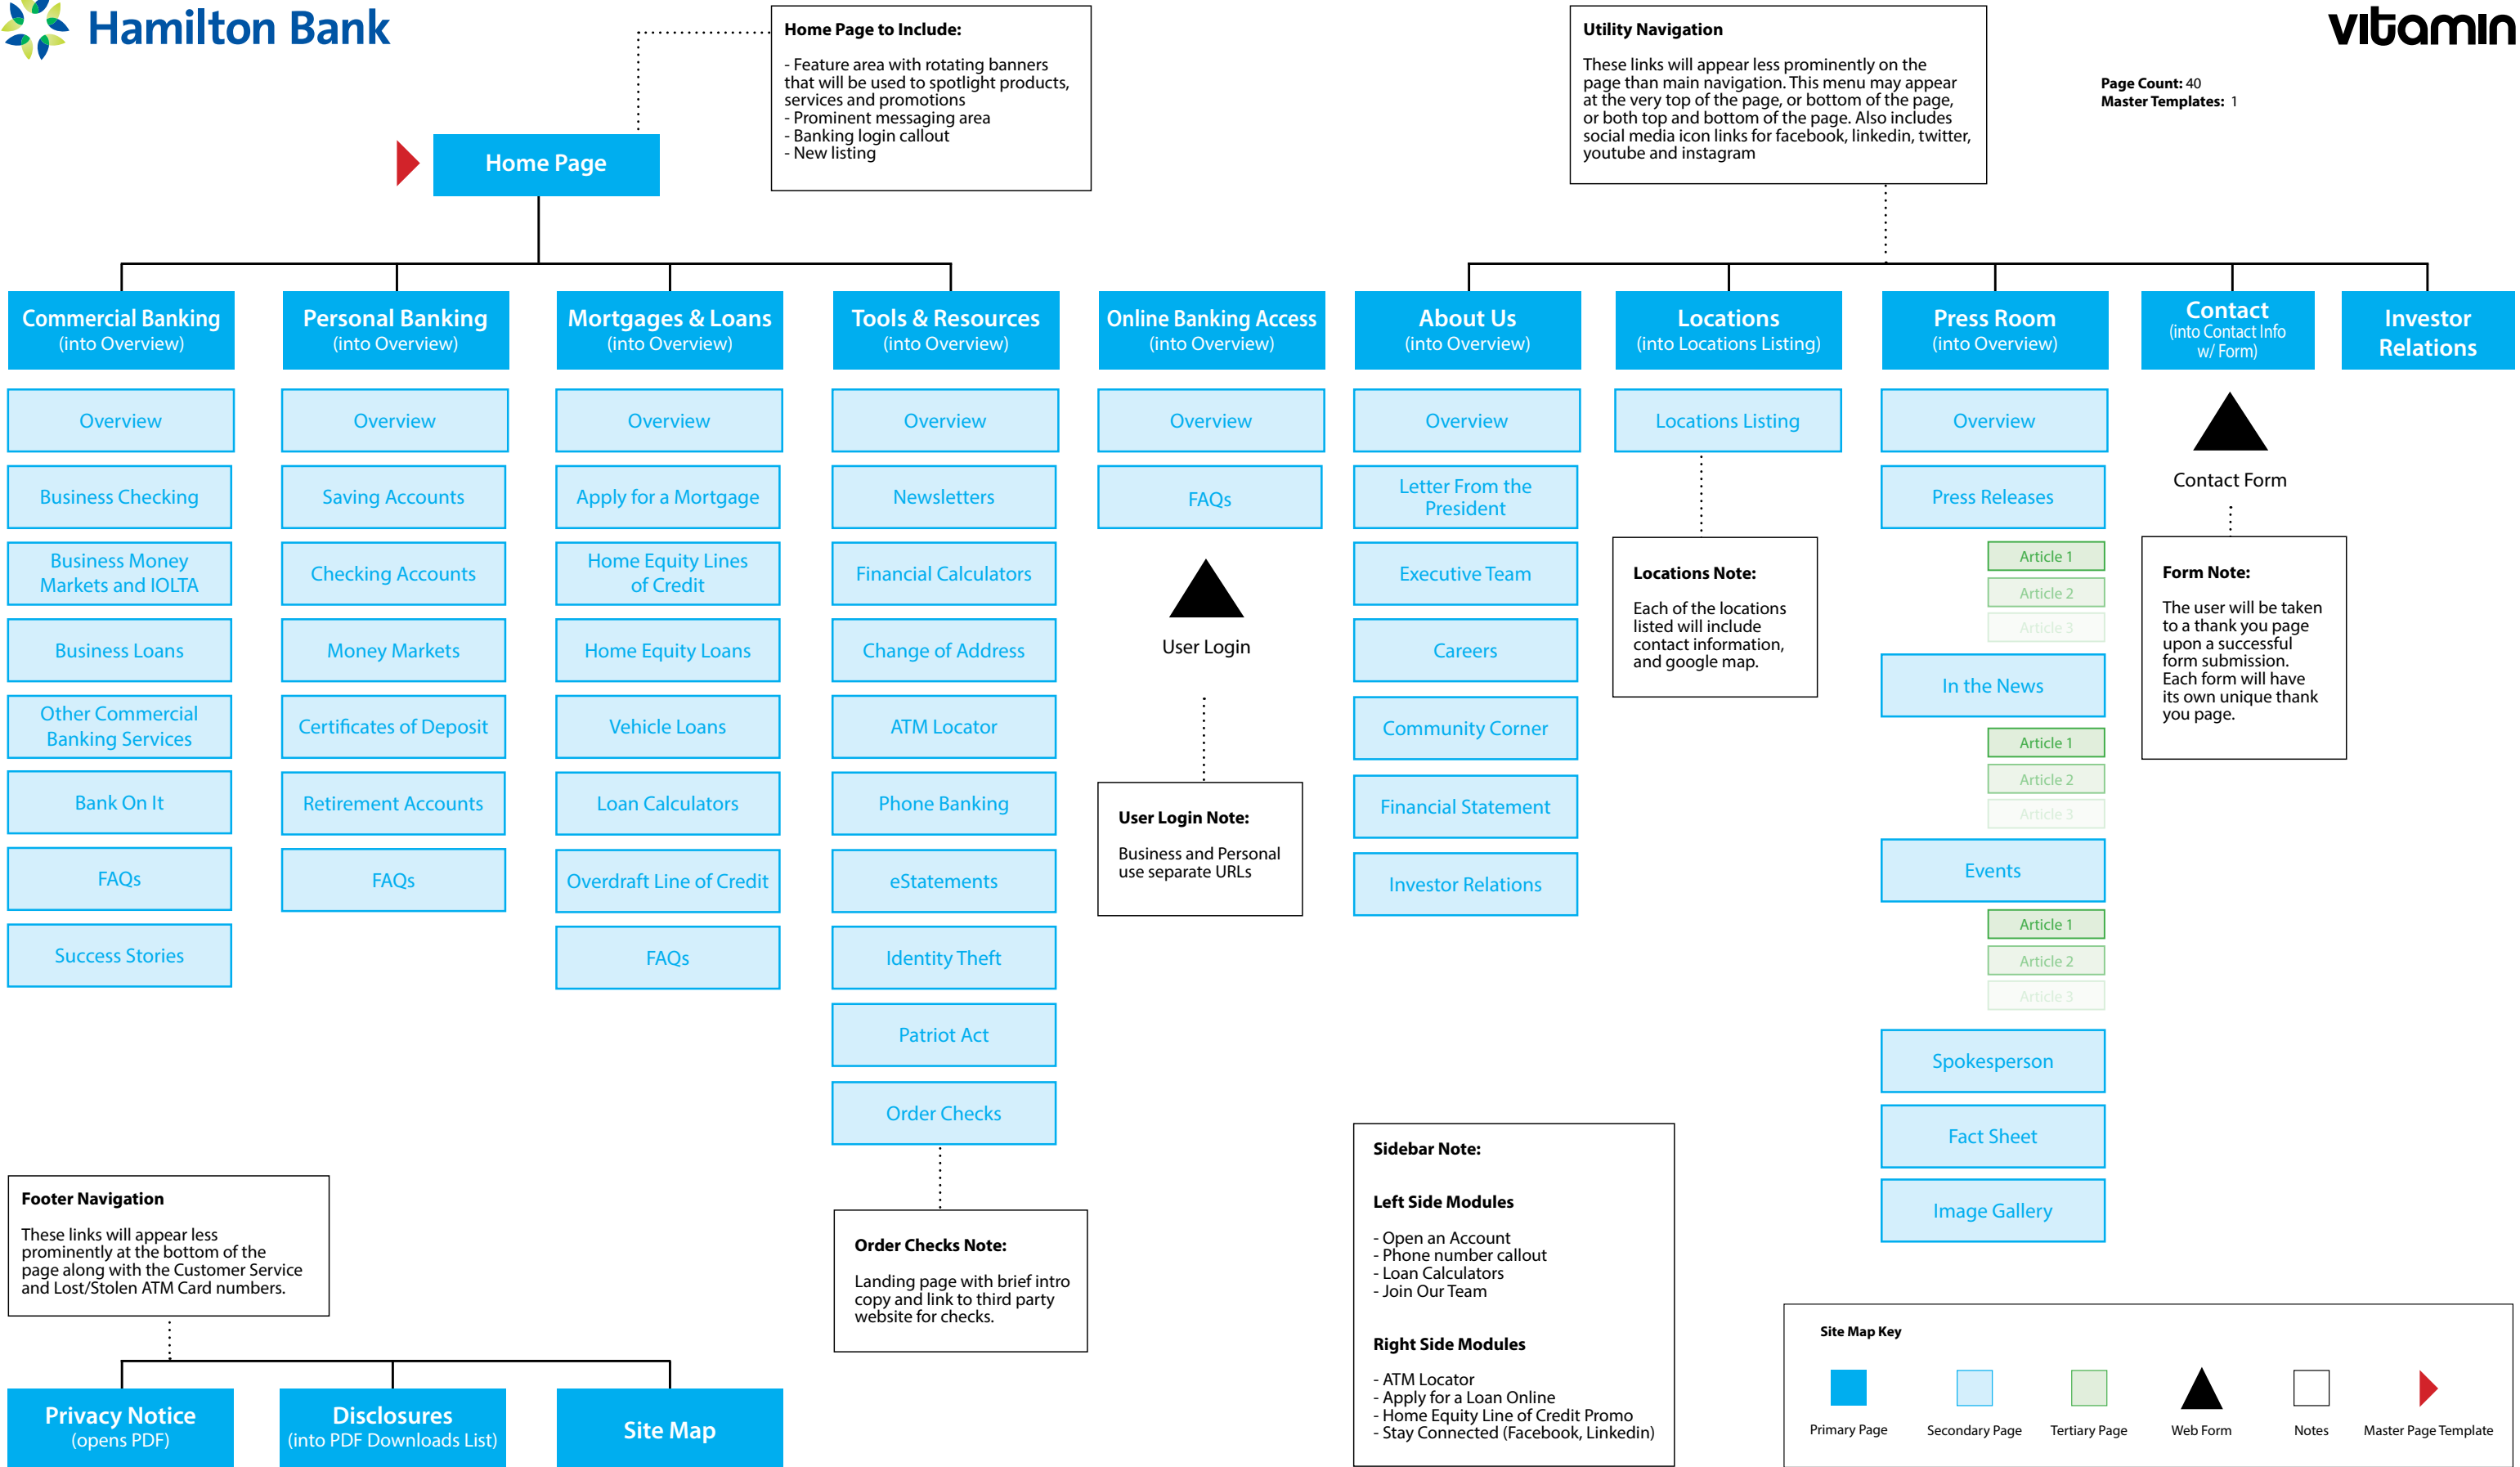 Hamilton Bank
Home Page to Include:
- Feature area with rotating banners
that will be used to spotlight products,
services and promotions
- Prominent messaging area
- Banking login callout
- New listing
Utility Navigation
These links will appear less prominently on the
page than main navigation. This menu may appear
at the very top of the page, or bottom of the page,
or both top and bottom of the page. Also includes
social media icon links for facebook, linkedin, twitter,
youtube and instagram
vitamin
Page Count: 40
Master Templates: 1
Home Page
Commercial Banking
(into Overview)
Overview
Business Checking
Business Money
Markets and IOLTA
Business Loans
Other Commercial
Banking Services
Bank On It
FAQs
Success Stories
Personal Banking
(into Overview)
Overview
Saving Accounts
Checking Accounts
Money Markets
Certificates of Deposit
Retirement Accounts
FAQs
Mortgages & Loans
(into Overview)
Overview
Apply for a Mortgage
Home Equity Lines
of Credit
Home Equity Loans
Vehicle Loans
Loan Calculators
Overdraft Line of Credit
FAQs
Tools & Resources
(into Overview)
Overview
Newsletters
Financial Calculators
Change of Address
ATM Locator
Phone Banking
eStatements
Identity Theft
Patriot Act
Order Checks
Order Checks Note:
Landing page with brief intro
copy and link to third party
website for checks.
Online Banking Access
(into Overview)
Overview
FAQs
User Login
User Login Note:
Business and Personal
use separate URLs
About Us
(into Overview)
Overview
Letter From the
President
Executive Team
Careers
Community Corner
Financial Statement
Investor Relations
Locations
(into Locations Listing)
Locations Listing
Locations Note:
Each of the locations
listed will include
contact information,
and google map.
Press Room
(into Overview)
Overview
Press Releases
Article 1
Article 2
Article 3
In the News
Article 1
Article 2
Article 3
Events
Article 1
Article 2
Article 3
Spokesperson
Fact Sheet
Image Gallery
Contact
(into Contact Info
w/ Form)
Contact Form
Form Note:
The user will be taken
to a thank you page
upon a successful
form submission.
Each form will have
its own unique thank
you page.
Investor
Relations
Footer Navigation
These links will appear less
prominently at the bottom of the
page along with the Customer Service
and Lost/Stolen ATM Card numbers.
Privacy Notice
(opens PDF)
Disclosures
(into PDF Downloads List)
Site Map
Sidebar Note:
Left Side Modules
- Open an Account
- Phone number callout
- Loan Calculators
- Join Our Team
Right Side Modules
- ATM Locator
- Apply for a Loan Online
- Home Equity Line of Credit Promo
- Stay Connected (Facebook, Linkedin)
Site Map Key
Primary Page
Secondary Page
Tertiary Page
Web Form
Notes
Master Page Template